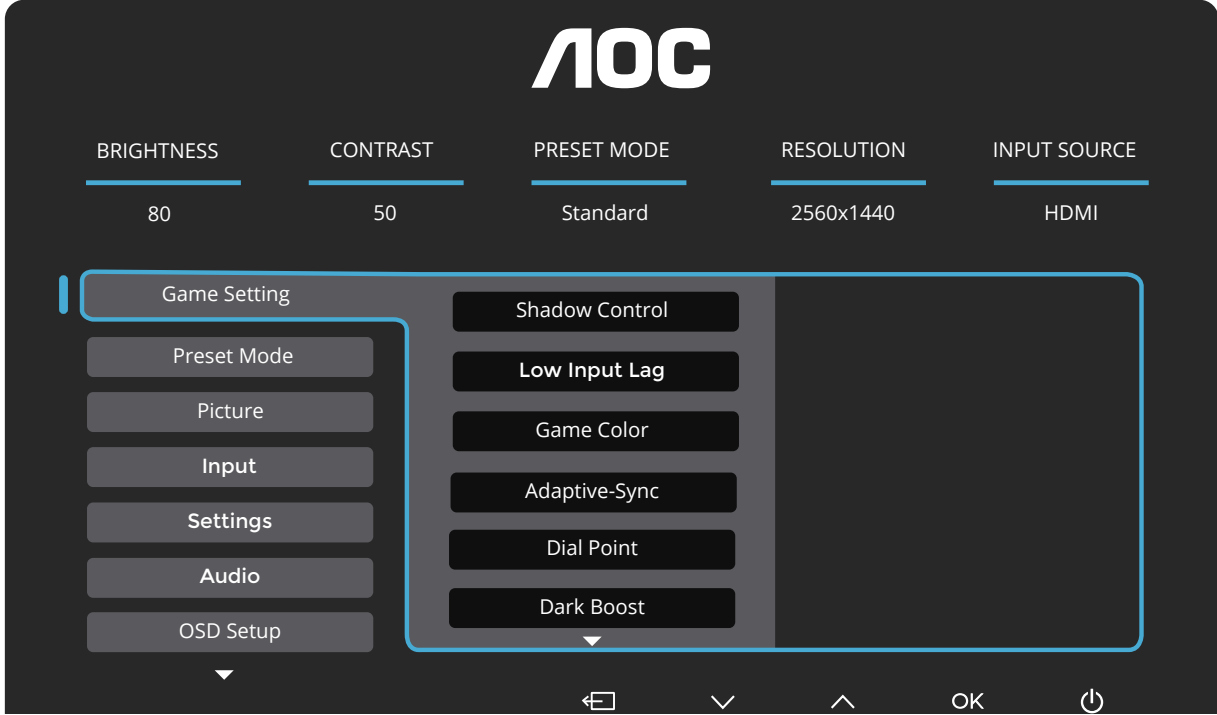 AOC
BRIGHTNESS CONTRAST PRESET MODE RESOLUTION INPUT SOURCE
80 50 Standard 2560x1440 HDMI
Game Setting
Preset Mode
Picture
Input
Settings
Audio
OSD Setup
Shadow Control
Low Input Lag
Game Color
Adaptive-Sync
Dial Point
Dark Boost
OK